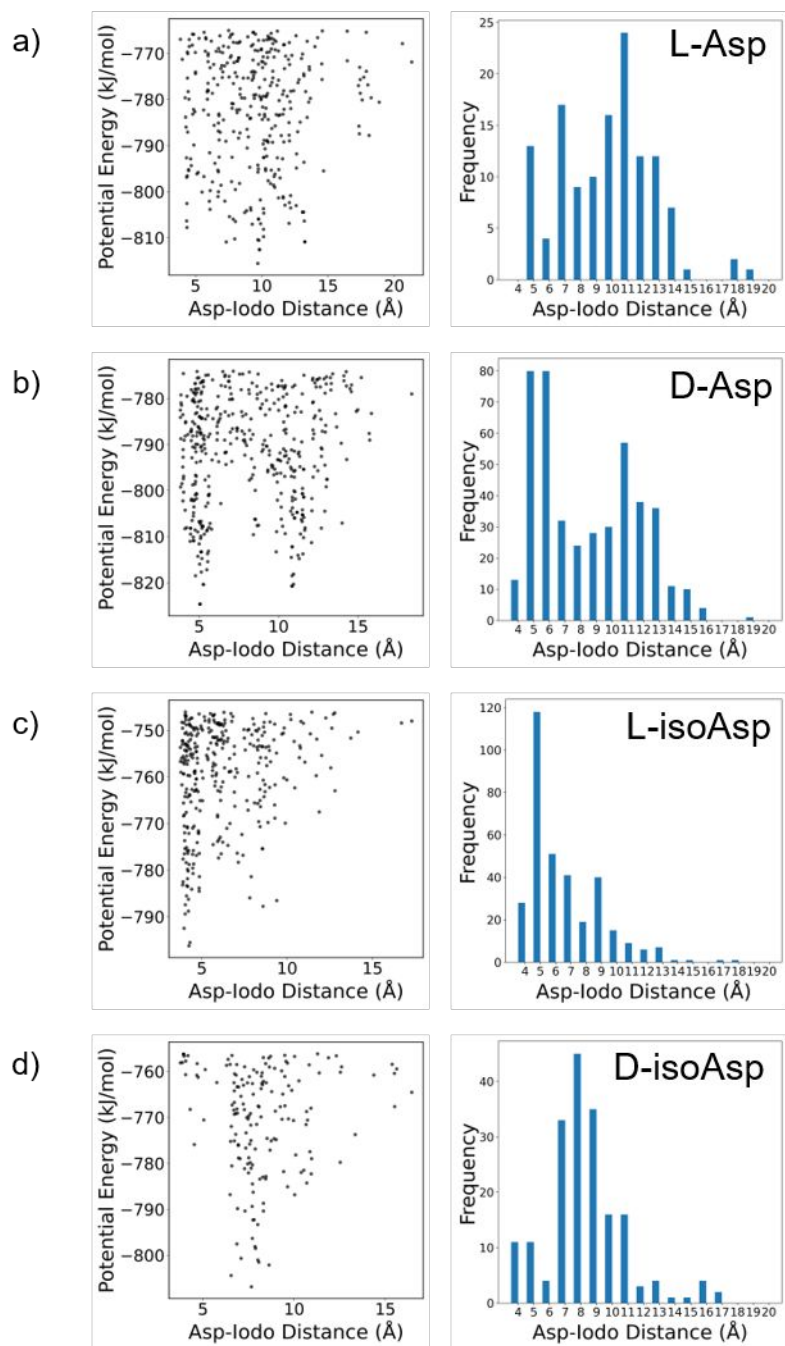 a)
L-Asp
Potential Energy (kJ/mol)
−770
−780
−790
−800
−810
5 10 15 20
Asp-Iodo Distance (Å)
Frequency
25
20
15
10
5
0
4 5 6 7 8 9 10 11 12 13 14 15 16 17 18 19 20
Asp-Iodo Distance (Å)
b)
D-Asp
Potential Energy (kJ/mol)
−780
−790
−800
−810
−820
5 10 15
Asp-Iodo Distance (Å)
Frequency
80
70
60
50
40
30
20
10
0
4 5 6 7 8 9 10 11 12 13 14 15 16 17 18 19 20
Asp-Iodo Distance (Å)
c)
L-isoAsp
Potential Energy (kJ/mol)
−750
−760
−770
−780
−790
5 10 15
Asp-Iodo Distance (Å)
Frequency
120
100
80
60
40
20
0
4 5 6 7 8 9 10 11 12 13 14 15 16 17 18 19 20
Asp-Iodo Distance (Å)
d)
D-isoAsp
Potential Energy (kJ/mol)
−760
−770
−780
−790
−800
5 10 15
Asp-Iodo Distance (Å)
Frequency
40
30
20
10
0
4 5 6 7 8 9 10 11 12 13 14 15 16 17 18 19 20
Asp-Iodo Distance (Å)